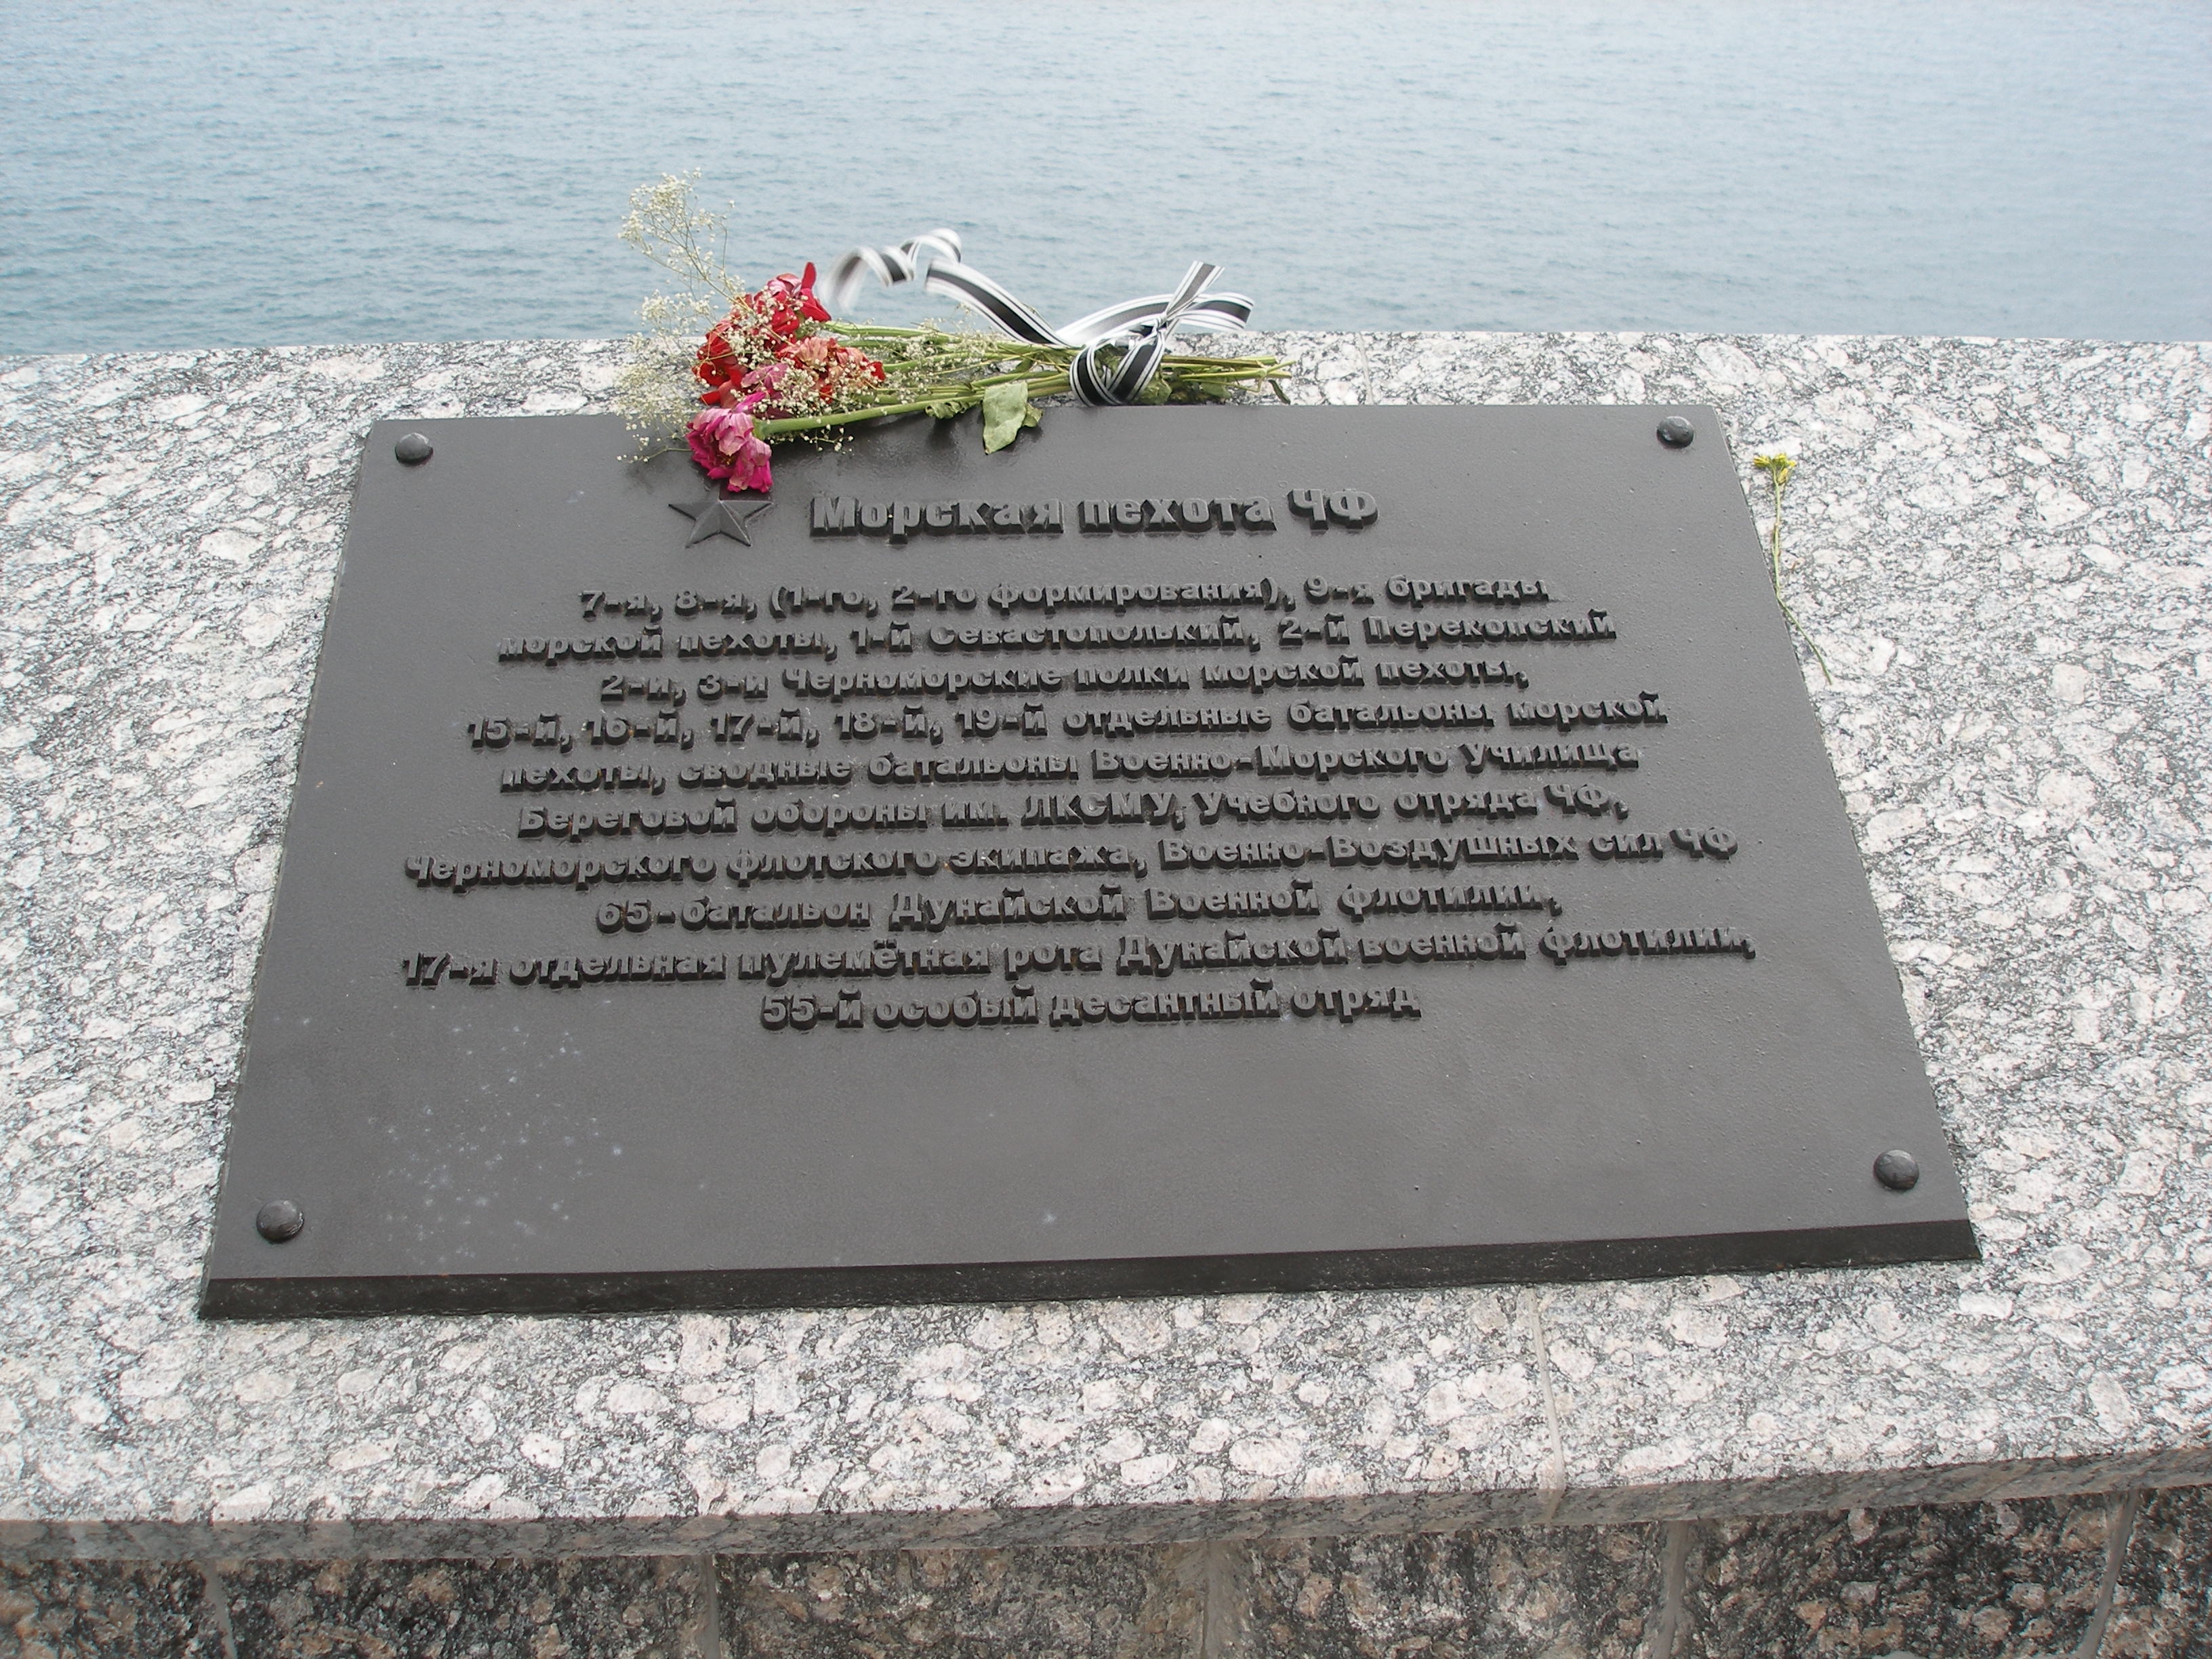 Морская пехота ЧФ
7-я, 8-я, (1-го, 2-го формирования), 9-я бригады
морской пехоты, 1-й Севастополький, 2-й Перекопский
2-й, 3-й Черноморские полки морской пехоты,
15-й, 16-й, 17-й, 18-й, 19-й отдельные батальоны морской
пехоты, сводные батальоны Военно-Морского Училища
Береговой обороны им. ЛКСМУ, Учебного отряда ЧФ,
Черноморского флотского экипажа, Военно-Воздушных сил ЧФ
65-батальон Дунайской Военной флотилии,
17-я отдельная пулемётная рота Дунайской военной флотилии,
55-й особый десантный отряд